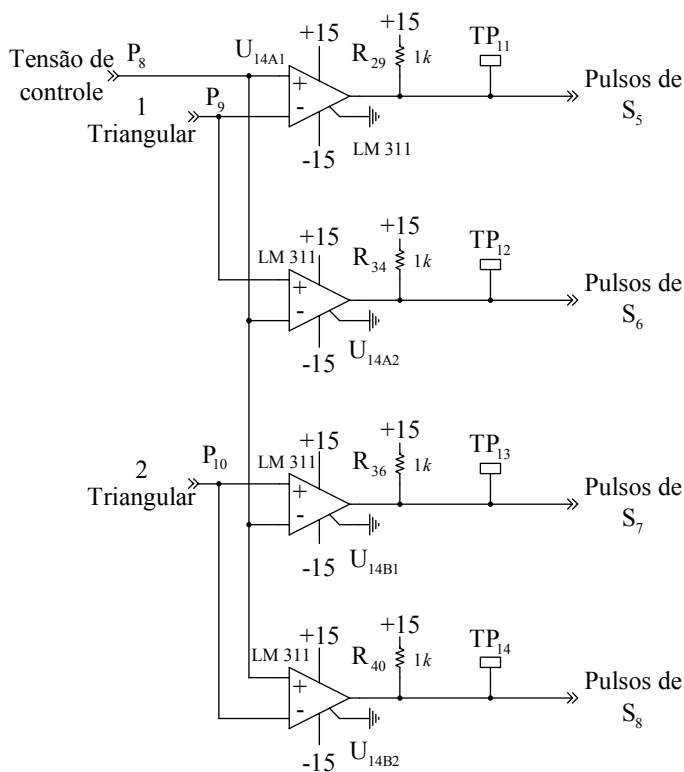 Tensão de controle
P8
U14A1
+15
R29
1k
+15
TP11
Pulsos de S5
1
Triangular
P9
+
-
-15
LM 311
LM 311
+15
R34
1k
+15
TP12
Pulsos de S6
+
-
-15
U14A2
2
Triangular
P10
LM 311
+15
R36
1k
+15
TP13
Pulsos de S7
+
-
-15
U14B1
LM 311
+15
R40
1k
+15
TP14
Pulsos de S8
+
-
-15
U14B2